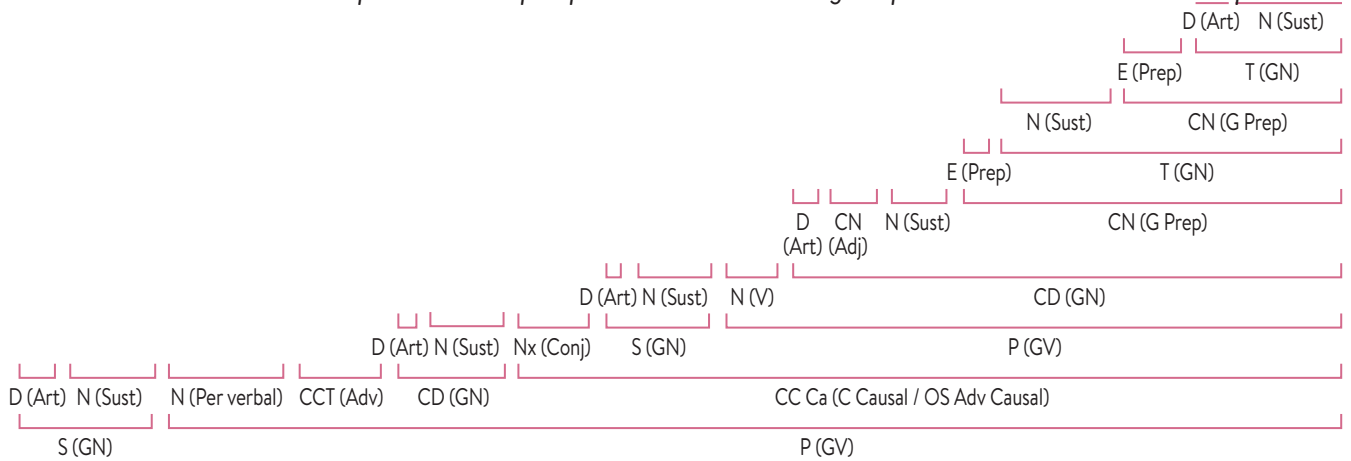 D (Art) N (Sust)
E (Prep) T (GN)
N (Sust) CN (G Prep)
E (Prep) T (GN)
D (Art) CN (Adj) N (Sust) CN (G Prep)
D (Art) N (Sust) N (V) CD (GN)
D (Art) N (Sust) Nx (Conj) S (GN) P (GV)
D (Art) N (Sust) N (Per verbal) CCT (Adv) CD (GN) CC Ca (C Causal / OS Adv Causal)
S (GN) P (GV)